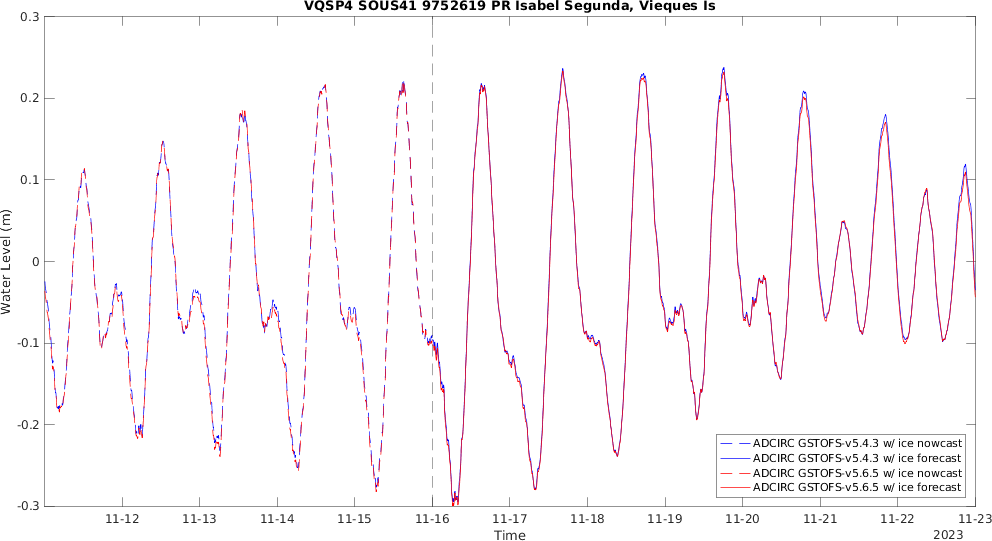 VQSP4 SOUS41 9752619 PR Isabel Segunda, Vieques Is
0.3
0.2
0.1
0
-0.1
-0.2
-0.3
Water Level (m)
11-12 11-13 11-14 11-15 11-16 11-17 11-18 11-19 11-20 11-21 11-22 11-23
Time
2023
ADCIRC GSTOFS-v5.4.3 w/ ice nowcast
ADCIRC GSTOFS-v5.4.3 w/ ice forecast
ADCIRC GSTOFS-v5.6.5 w/ ice nowcast
ADCIRC GSTOFS-v5.6.5 w/ ice forecast